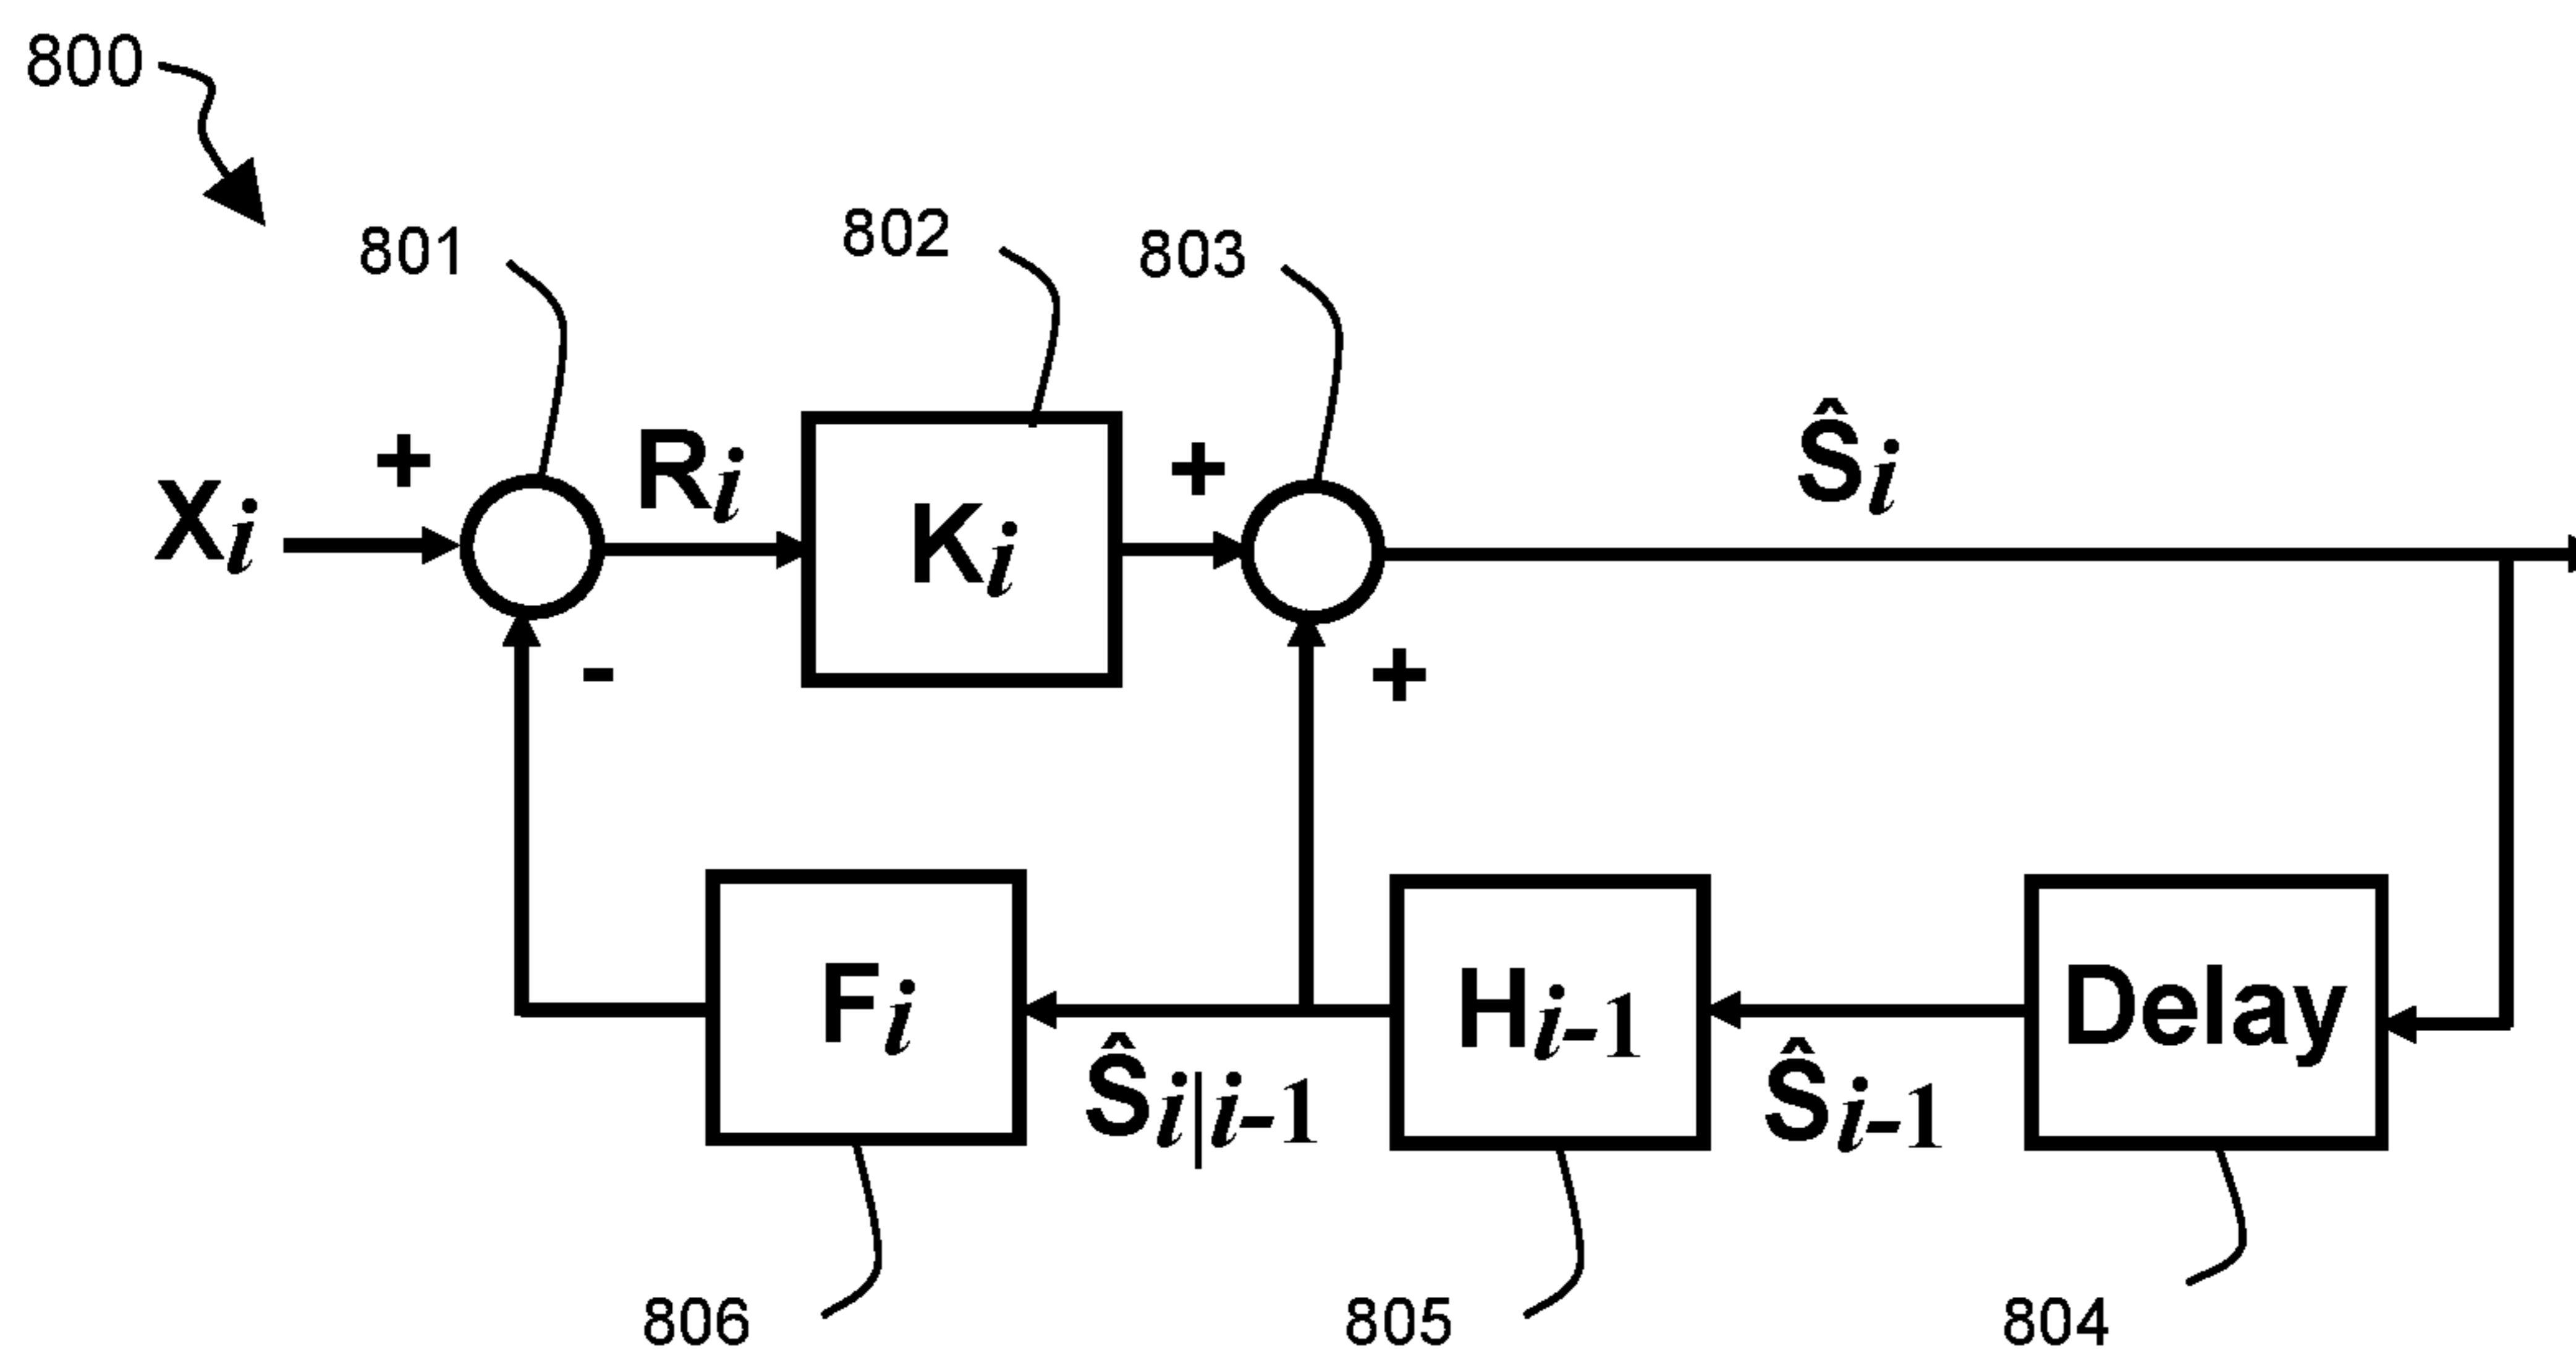 800
801
802
803
+
+
Ŝi
Xi
Ri
Ki
-
+
Fi
Hi-1
Delay
Ŝi|i-1
Ŝi-1
806
805
804